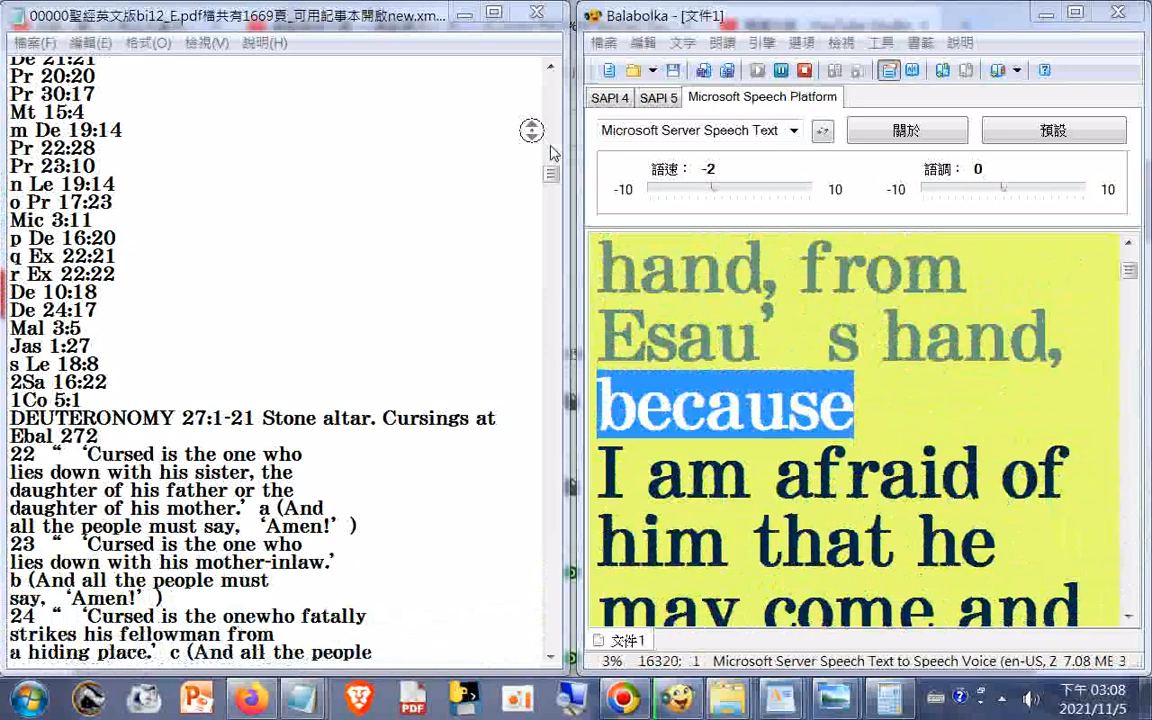 00000聖經英文版bi12_E.pdf檔共有1669頁_可用記事本開啟new.xm...
檔案(F) 編輯(E) 格式(O) 檢視(V) 說明(H)
De 21:21
Pr 20:20
Pr 30:17
Mt 15:4
m De 19:14
Pr 22:28
Pr 23:10
n Le 19:14
o Pr 17:23
Mic 3:11
p De 16:20
q Ex 22:21
r Ex 22:22
De 10:18
De 24:17
Mal 3:5
Jas 1:27
s Le 18:8
2Sa 16:22
1Co 5:1
DEUTERONOMY 27:1-21 Stone altar. Cursings at
Ebal 272
22 “ ‘Cursed is the one who
lies down with his sister, the
daughter of his father or the
daughter of his mother.’ a (And
all the people must say, ‘Amen!’)
23 “ ‘Cursed is the one who
lies down with his mother-inlaw.’
b (And all the people must
say, ‘Amen!’)
24 “ ‘Cursed is the onewho fatally
strikes his fellowman from
a hiding place.’ c (And all the people
Balabolka - [文件1]
檔案 編輯 文字 朗讀 引擎 選項 檢視 工具 書籤 說明
SAPI 4 SAPI 5 Microsoft Speech Platform
Microsoft Server Speech Text 關於 預設
語速： -2 語調： 0
-10 10 -10 10
hand, from
Esau’ s hand,
because
I am afraid of
him that he
may come and
文件1
3% 16320: 1 Microsoft Server Speech Text to Speech Voice (en-US, Z 7.08 ME 3
下午 03:08
2021/11/5